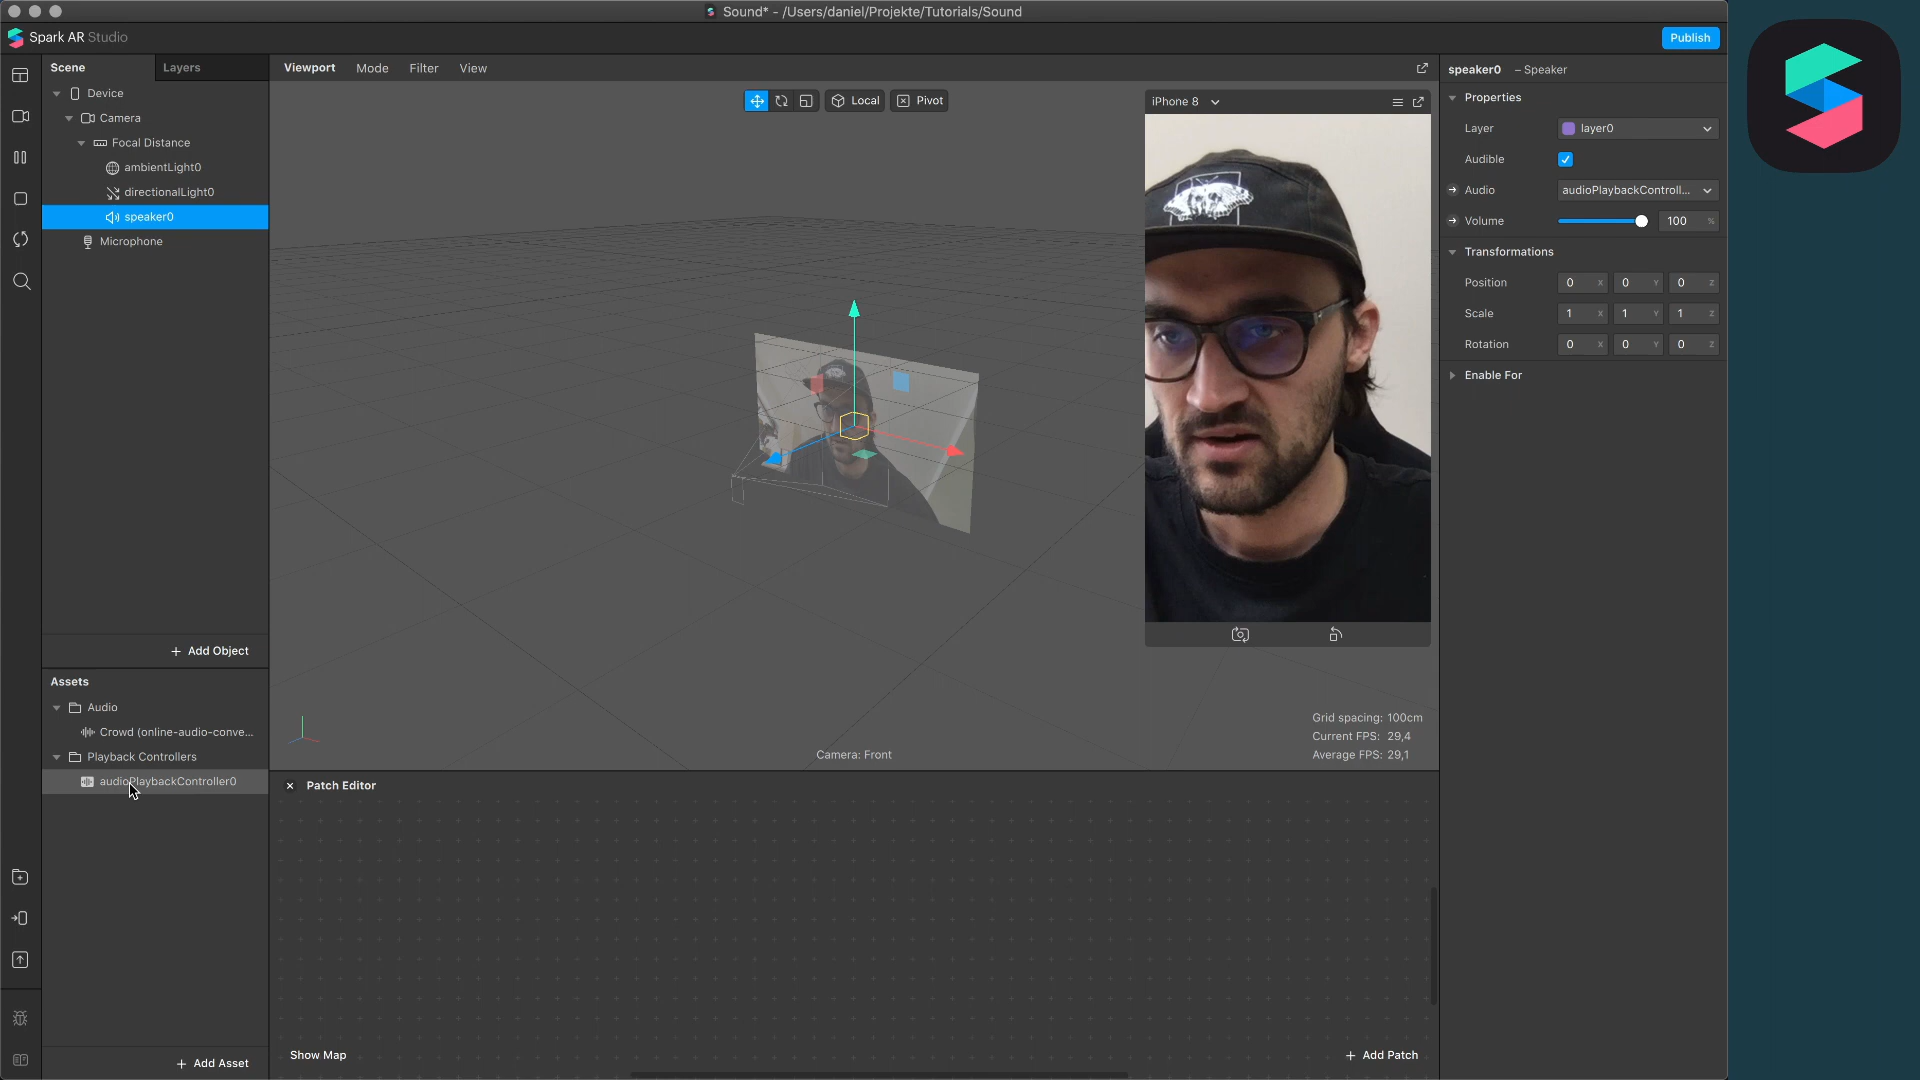 Sound* - /Users/daniel/Projekte/Tutorials/Sound
Spark AR Studio
Publish
Scene
Layers
Device
Camera
Focal Distance
ambientLight0
directionalLight0
speaker0
Microphone
+ Add Object
Assets
Audio
Crowd (online-audio-conve...
Playback Controllers
audioPlaybackController0
+ Add Asset
Viewport
Mode
Filter
View
Local
Pivot
iPhone 8
Grid spacing: 100cm
Current FPS: 29,4
Average FPS: 29,1
Camera: Front
Patch Editor
Show Map
+ Add Patch
speaker0 – Speaker
Properties
Layer layer0
Audible
Audio audioPlaybackControll...
Volume 100 %
Transformations
Position 0 X 0 Y 0 Z
Scale 1 X 1 Y 1 Z
Rotation 0 X 0 Y 0 Z
Enable For